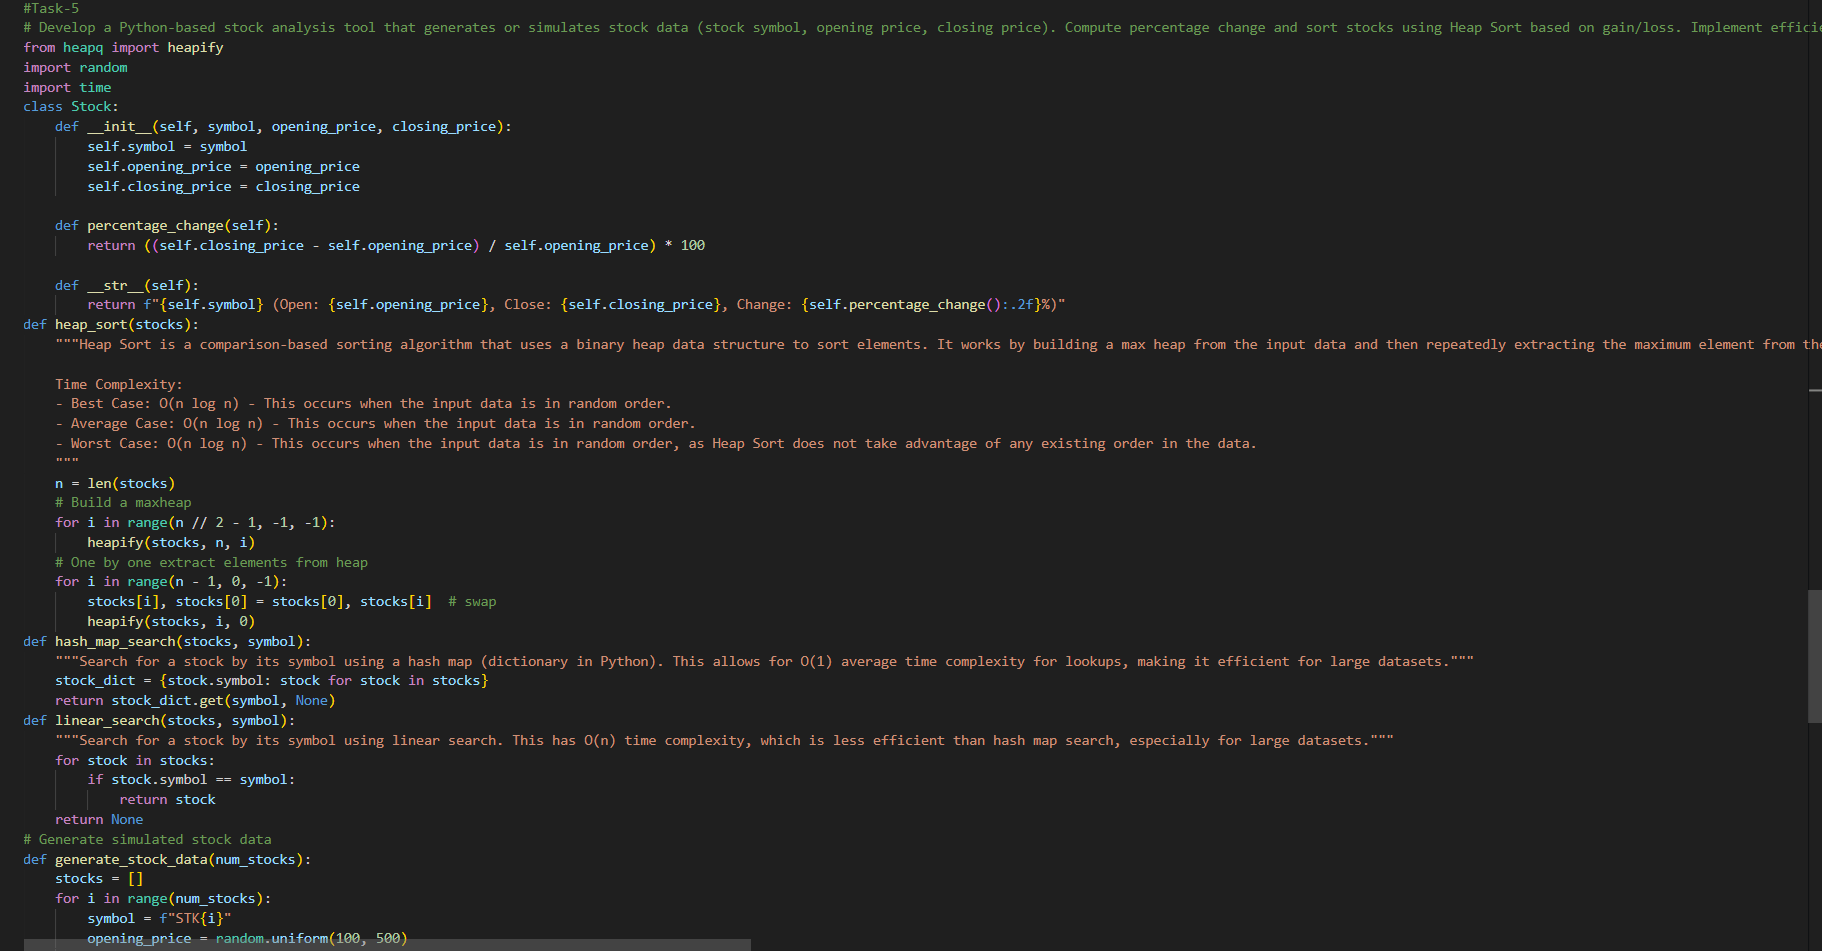 #Task-5
# Develop a Python-based stock analysis tool that generates or simulates stock data (stock symbol, opening price, closing price). Compute percentage change and sort stocks using Heap Sort based on gain/loss. Implement
from heapq import heapify
import random
import time
class Stock:
    def __init__(self, symbol, opening_price, closing_price):
        self.symbol = symbol
        self.opening_price = opening_price
        self.closing_price = closing_price

    def percentage_change(self):
        return ((self.closing_price - self.opening_price) / self.opening_price) * 100

    def __str__(self):
        return f"{self.symbol} (Open: {self.opening_price}, Close: {self.closing_price}, Change: {self.percentage_change():.2f}%)"
def heap_sort(stocks):
    """Heap Sort is a comparison-based sorting algorithm that uses a binary heap data structure to sort elements. It works by building a max heap from the input data and then repeatedly extracting the maximum element from the

    Time Complexity:
    - Best Case: O(n log n) - This occurs when the input data is in random order.
    - Average Case: O(n log n) - This occurs when the input data is in random order.
    - Worst Case: O(n log n) - This occurs when the input data is in random order, as Heap Sort does not take advantage of any existing order in the data.
    """
    n = len(stocks)
    # Build a maxheap
    for i in range(n // 2 - 1, -1, -1):
        heapify(stocks, n, i)
    # One by one extract elements from heap
    for i in range(n - 1, 0, -1):
        stocks[i], stocks[0] = stocks[0], stocks[i]  # swap
        heapify(stocks, i, 0)
def hash_map_search(stocks, symbol):
    """Search for a stock by its symbol using a hash map (dictionary in Python). This allows for O(1) average time complexity for lookups, making it efficient for large datasets."""
    stock_dict = {stock.symbol: stock for stock in stocks}
    return stock_dict.get(symbol, None)
def linear_search(stocks, symbol):
    """Search for a stock by its symbol using linear search. This has O(n) time complexity, which is less efficient than hash map search, especially for large datasets."""
    for stock in stocks:
        if stock.symbol == symbol:
            return stock
    return None
# Generate simulated stock data
def generate_stock_data(num_stocks):
    stocks = []
    for i in range(num_stocks):
        symbol = f"STK{i}"
        opening_price = random.uniform(100, 500)